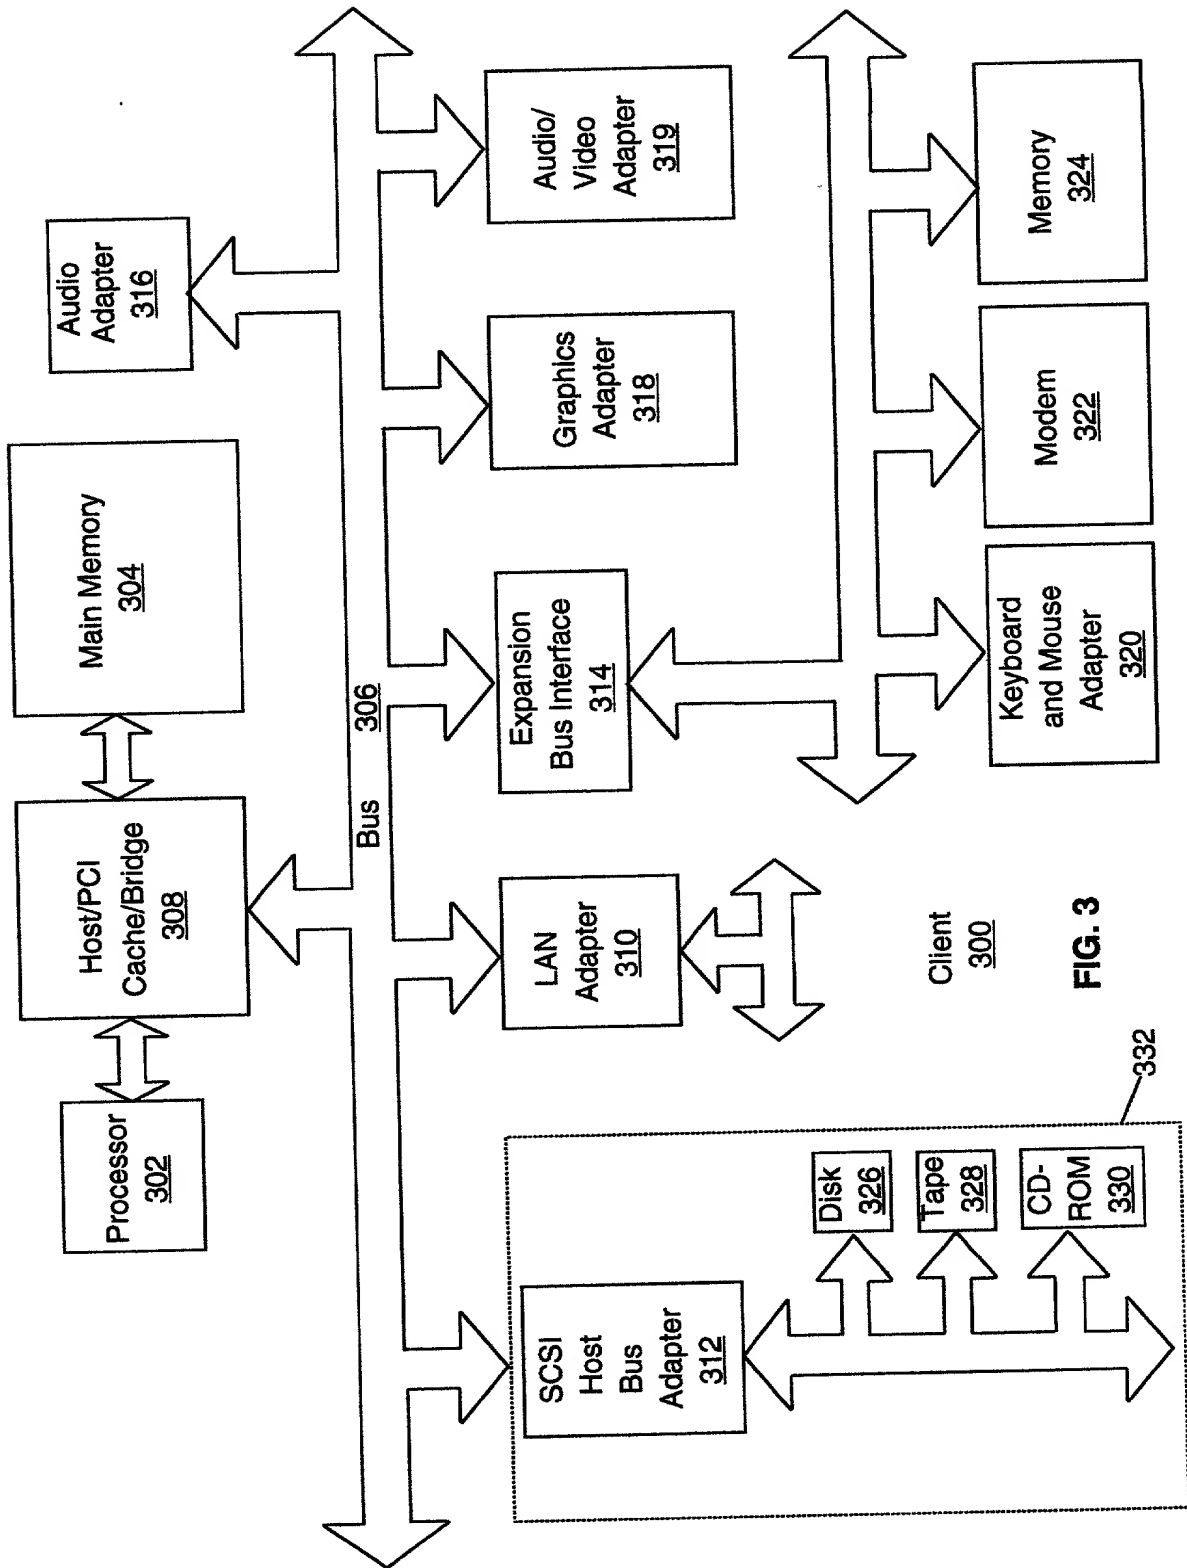 Processor
302
Host/PCI
Cache/Bridge
308
Main Memory
304
Audio
Adapter
316
Bus 306
SCSI
Host
Bus
Adapter
312
LAN
Adapter
310
Expansion
Bus Interface
314
Graphics
Adapter
318
Audio/
Video
Adapter
319
Disk
326
Tape
328
CD-
ROM
330
332
Client
300
Keyboard
and Mouse
Adapter
320
Modem
322
Memory
324
FIG. 3